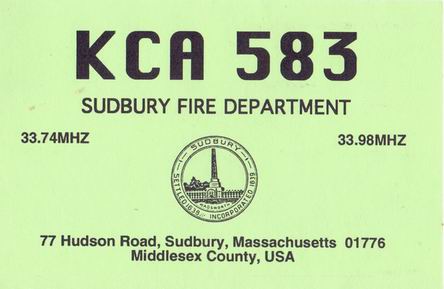 KCA 583
SUDBURY FIRE DEPARTMENT
33.74MHZ 33.98MHZ
SUDBURY
SETTLED 1638
INCORPORATED 1639
WADSWORTH
77 Hudson Road, Sudbury, Massachusetts 01776
Middlesex County, USA